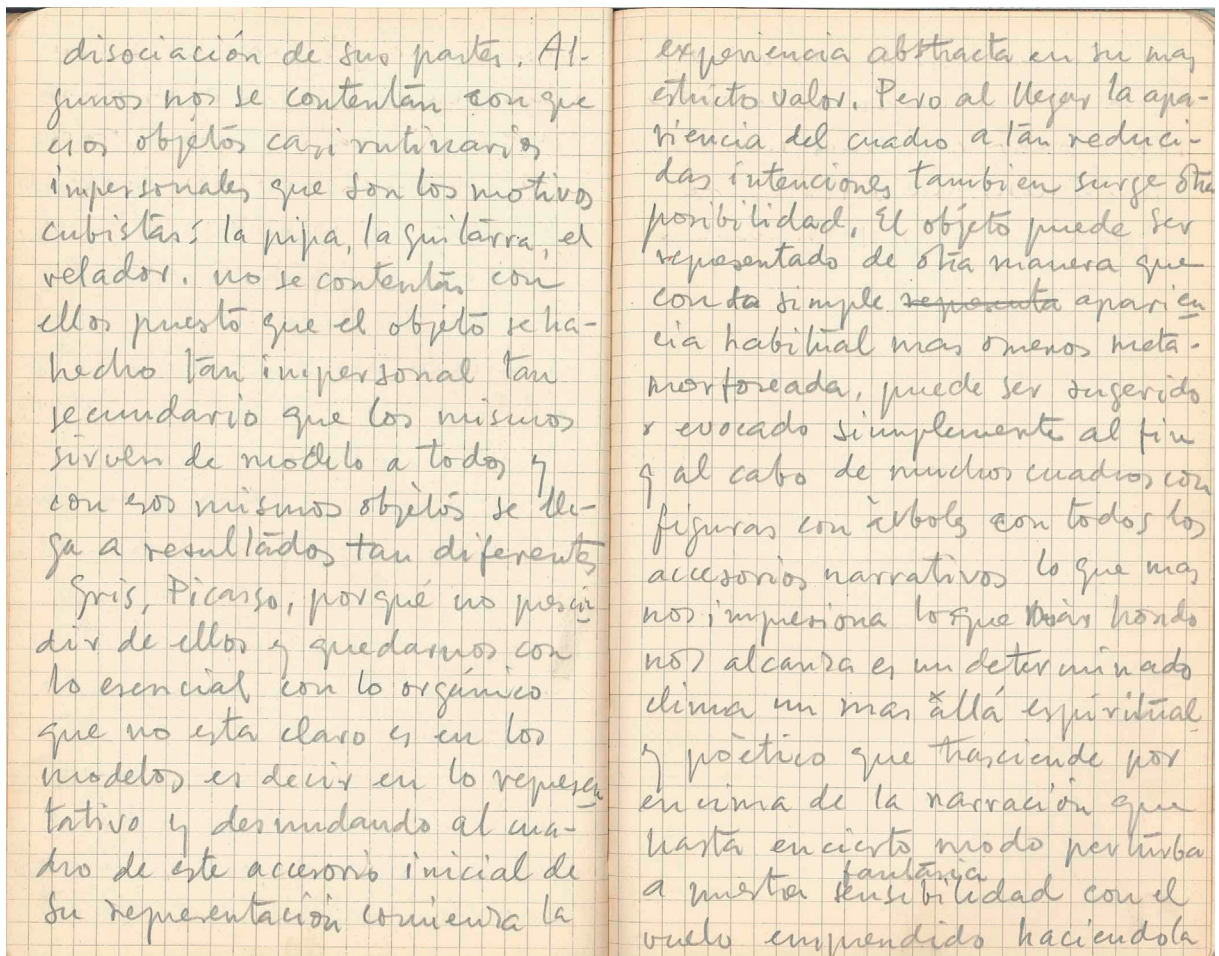 disociación de sus partes. Al-
gunos nos se contentan con que
esos objetos casi rutinarios
impersonales que son los motivos
cubistas: la pipa, la guitarra, el
velador. no se contentan con
ellos puesto que el objeto se ha-
hecho tan impersonal tan
secundario que los mismos
sirven de modelo a todos y
con esos mismos objetos se lle-
ga a resultados tan diferentes
Gris, Picasso, porqué no prescin
dir de ellos y quedarnos con
lo esencial con lo orgánico
que no esta claro es en los
modelos es decir en lo represen
tativo y desnudando al cua-
dro de este accesorio inicial de
su representación comienza la
experiencia abstracta en su mas
estricto valor. Pero al llegar la apa-
riencia del cuadro a tan reduci-
das intenciones tambien surge otra
posibilidad, El objeto puede ser
representado de otra manera que
con la simple representa aparien
cia habitual mas omenos meta-
morfoseada, puede ser sugerido
y evocado siumplemente al fin
y al cabo de muchos cuadros con
figuras con árboles con todos los
accesorios narrativos lo que mas
nos impresiona lo que más hondo
nos alcanza es un determinado
clima un mas allá espiritual
y poético que trasciende por
encima de la narración que
hasta en cierto modo perturba
fantasia
a nuestra sensibilidad con el
vuelo emprendido haciendola